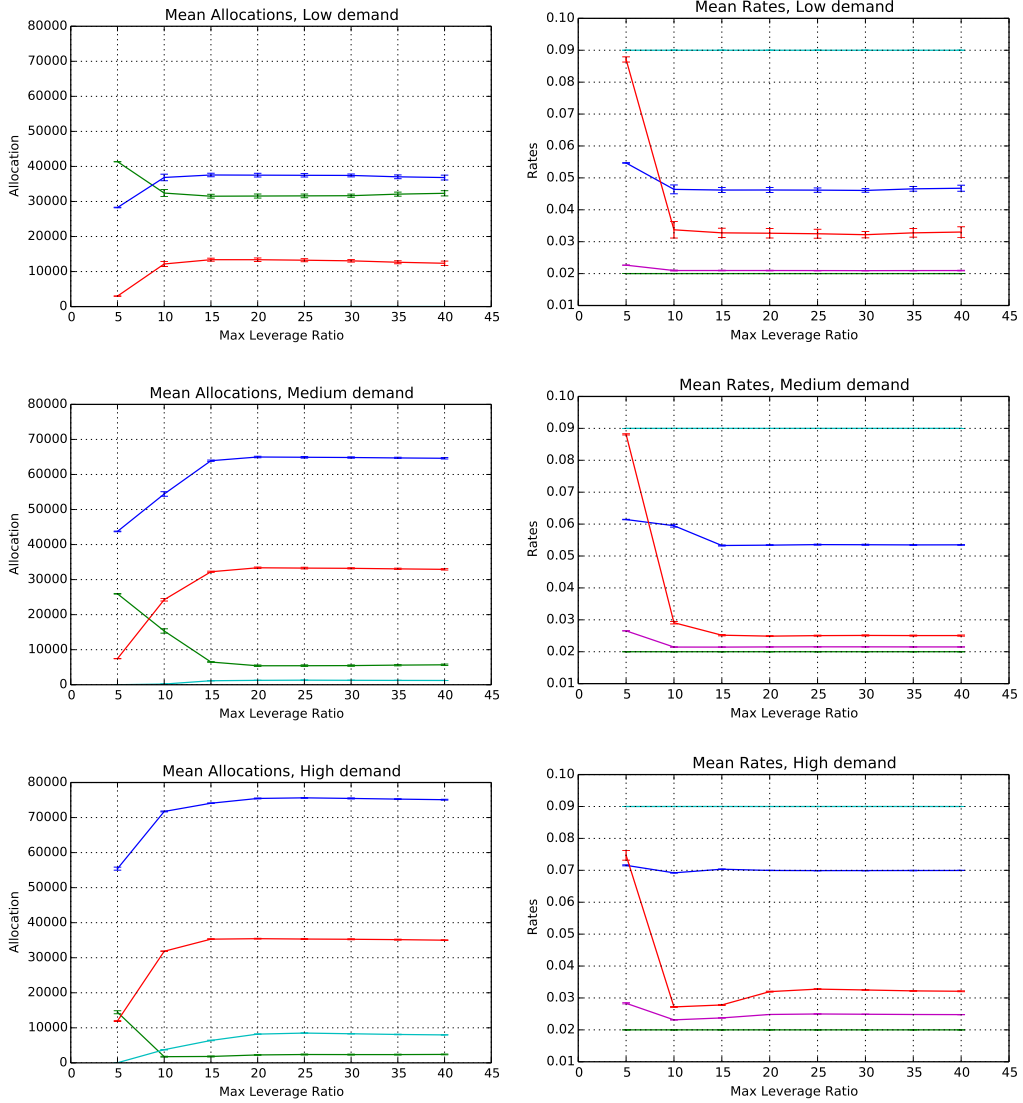 Mean Allocations, Low demand
80000
70000
60000
50000
40000
30000
20000
10000
0
Allocation
0 5 10 15 20 25 30 35 40 45
Max Leverage Ratio
Mean Rates, Low demand
0.10
0.09
0.08
0.07
0.06
0.05
0.04
0.03
0.02
0.01
Rates
0 5 10 15 20 25 30 35 40 45
Max Leverage Ratio
Mean Allocations, Medium demand
80000
70000
60000
50000
40000
30000
20000
10000
0
Allocation
0 5 10 15 20 25 30 35 40 45
Max Leverage Ratio
Mean Rates, Medium demand
0.10
0.09
0.08
0.07
0.06
0.05
0.04
0.03
0.02
0.01
Rates
0 5 10 15 20 25 30 35 40 45
Max Leverage Ratio
Mean Allocations, High demand
80000
70000
60000
50000
40000
30000
20000
10000
0
Allocation
0 5 10 15 20 25 30 35 40 45
Max Leverage Ratio
Mean Rates, High demand
0.10
0.09
0.08
0.07
0.06
0.05
0.04
0.03
0.02
0.01
Rates
0 5 10 15 20 25 30 35 40 45
Max Leverage Ratio